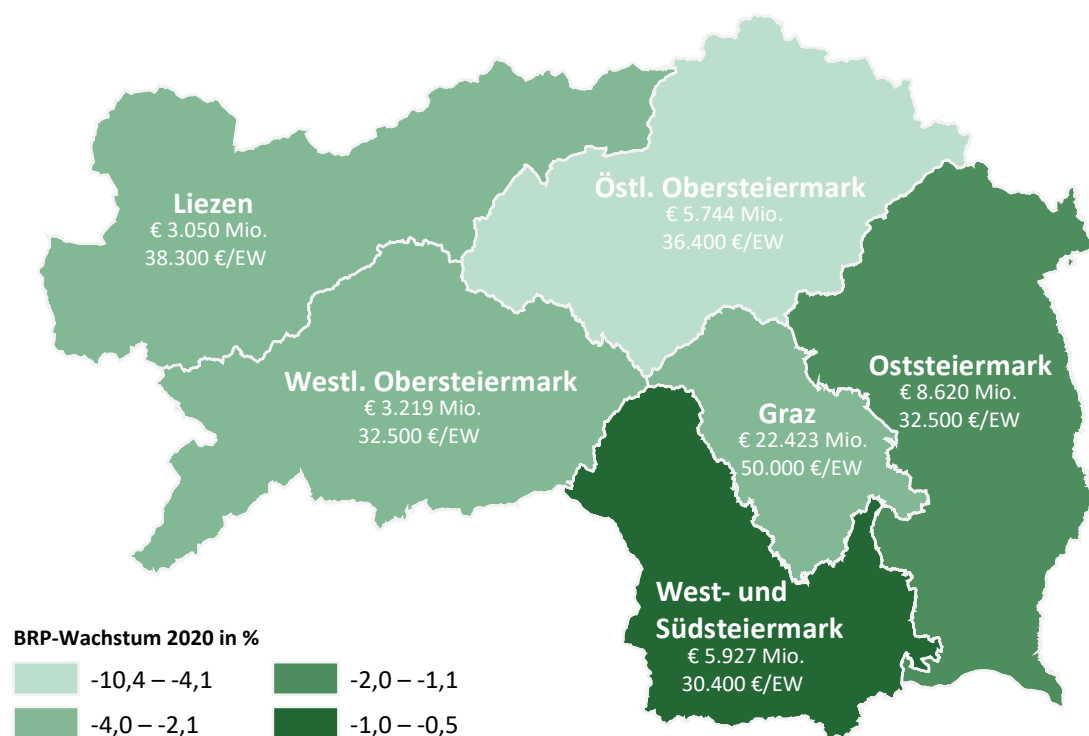 Östl. Obersteiermark
€ 5.744 Mio.
36.400 €/EW
Liezen
€ 3.050 Mio.
38.300 €/EW
Westl. Obersteiermark
€ 3.219 Mio.
32.500 €/EW
Oststeiermark
€ 8.620 Mio.
32.500 €/EW
Graz
€ 22.423 Mio.
50.000 €/EW
West- und
Südsteiermark
€ 5.927 Mio.
30.400 €/EW
BRP-Wachstum 2020 in %
-10,4 – -4,1
-2,0 – -1,1
-4,0 – -2,1
-1,0 – -0,5